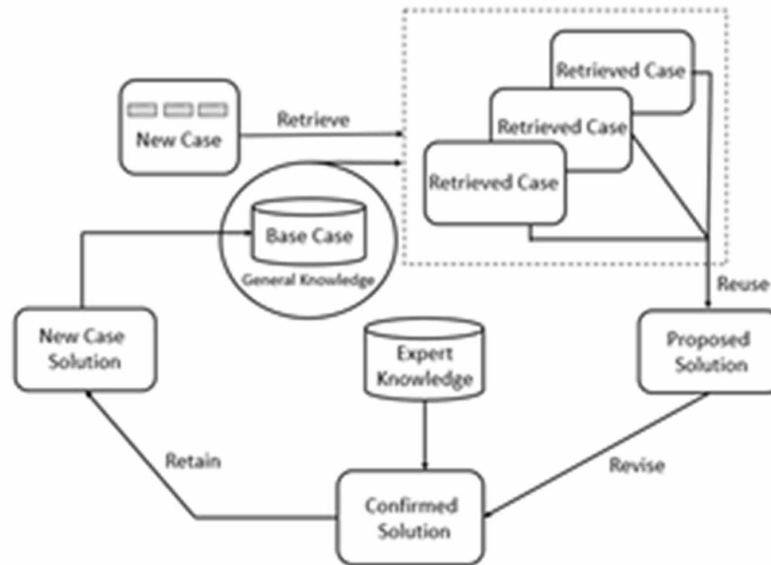 Retrieved Case
Retrieve
New Case
Retrieved Case
Retrieved Case
Base Case
General Knowledge
Reuse
New Case
Solution
Expert
Knowledge
Proposed
Solution
Retain
Revise
Confirmed
Solution